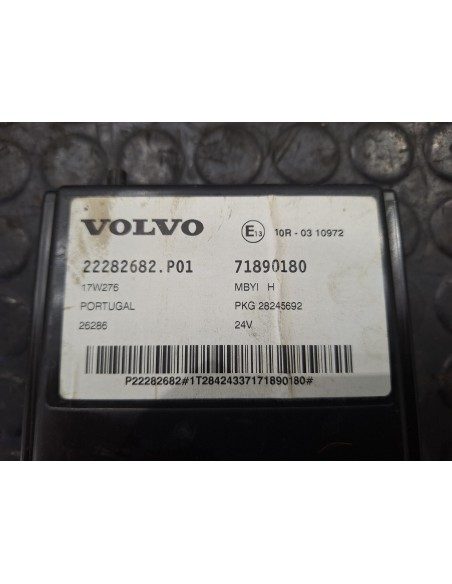 VOLVO E13 10R - 03 10972
22282682.P01 71890180
17W276 MBYI H
PORTUGAL PKG 28245692
26286 24V
P22282682#1T28424337171890180#